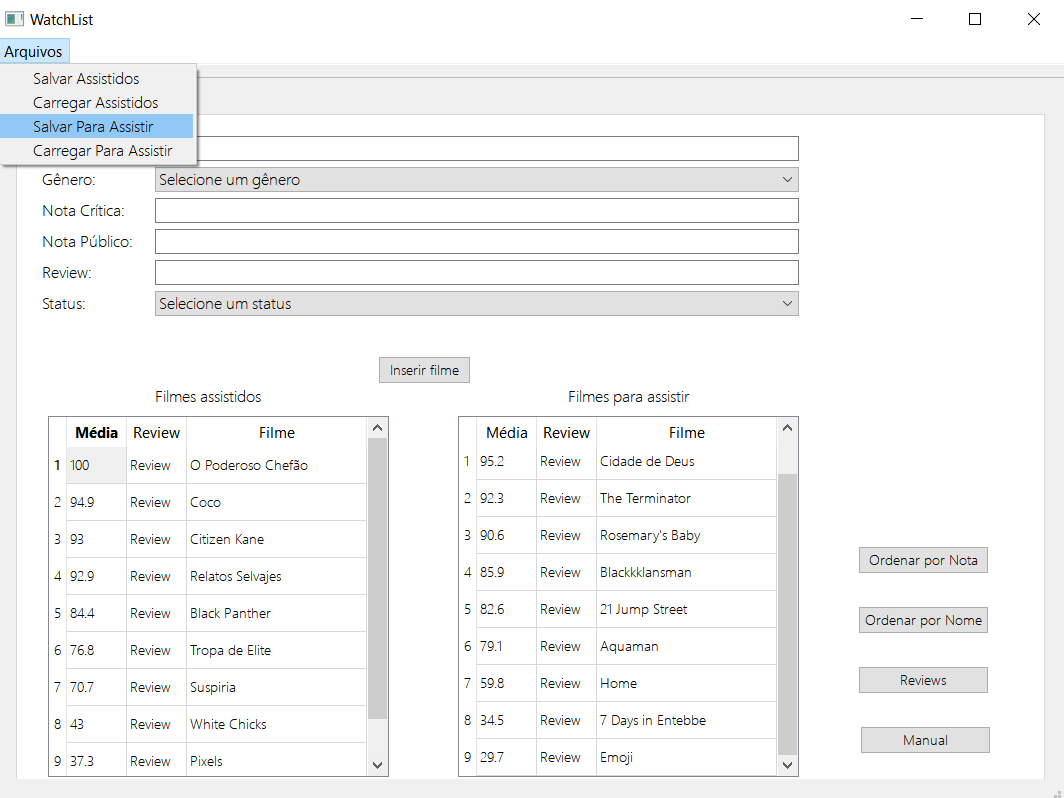 WatchList
Arquivos
Salvar Assistidos
Carregar Assistidos
Salvar Para Assistir
Carregar Para Assistir
Gênero: Selecione um gênero
Nota Crítica:
Nota Público:
Review:
Status: Selecione um status
Inserir filme
Filmes assistidos
Média Review Filme
1 100 Review O Poderoso Chefão
2 94.9 Review Coco
3 93 Review Citizen Kane
4 92.9 Review Relatos Selvajes
5 84.4 Review Black Panther
6 76.8 Review Tropa de Elite
7 70.7 Review Suspiria
8 43 Review White Chicks
9 37.3 Review Pixels
Filmes para assistir
Média Review Filme
1 95.2 Review Cidade de Deus
2 92.3 Review The Terminator
3 90.6 Review Rosemary's Baby
4 85.9 Review Blackkklansman
5 82.6 Review 21 Jump Street
6 79.1 Review Aquaman
7 59.8 Review Home
8 34.5 Review 7 Days in Entebbe
9 29.7 Review Emoji
Ordenar por Nota
Ordenar por Nome
Reviews
Manual